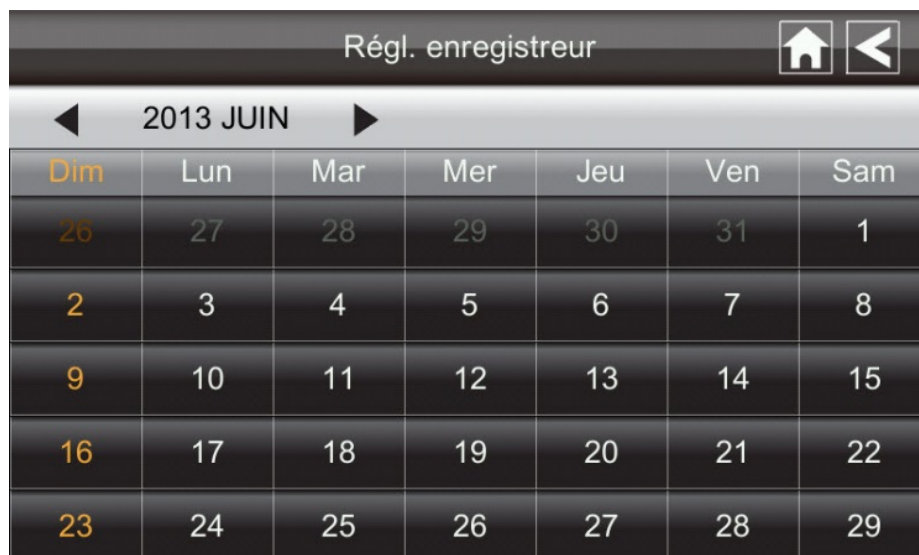 Régl. enregistreur
2013 JUIN
Dim Lun Mar Mer Jeu Ven Sam
26 27 28 29 30 31 1
2 3 4 5 6 7 8
9 10 11 12 13 14 15
16 17 18 19 20 21 22
23 24 25 26 27 28 29